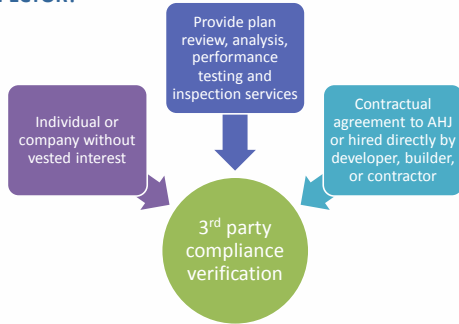 Provide plan
review, analysis,
performance
testing and
inspection services
Individual or
company without
vested interest
Contractual
agreement to AHJ
or hired directly by
developer, builder,
or contractor
3rd party
compliance
verification